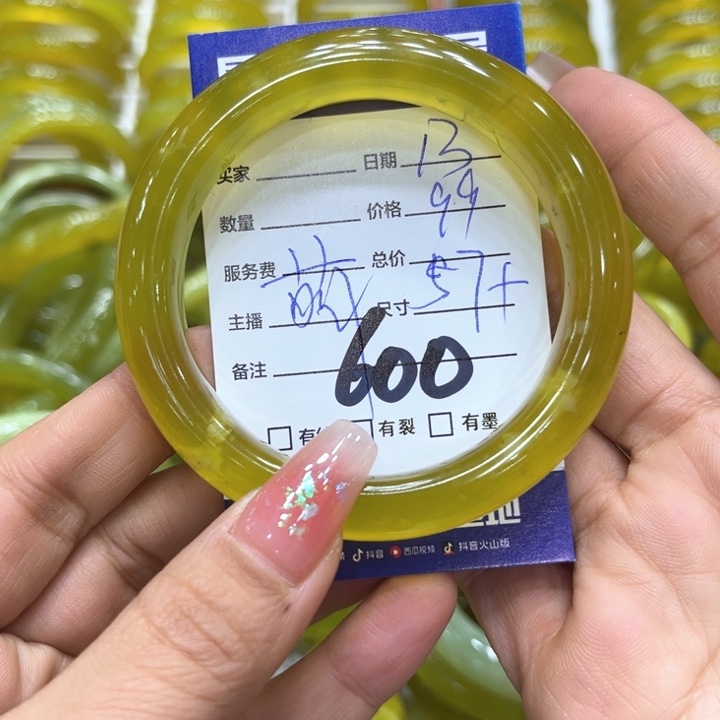 买家 日期 13
数量 价格 99
服务费 总价
主播 萌 尺寸 57+
备注 600
有 有裂 有墨
抖音 西瓜视频 抖音火山版